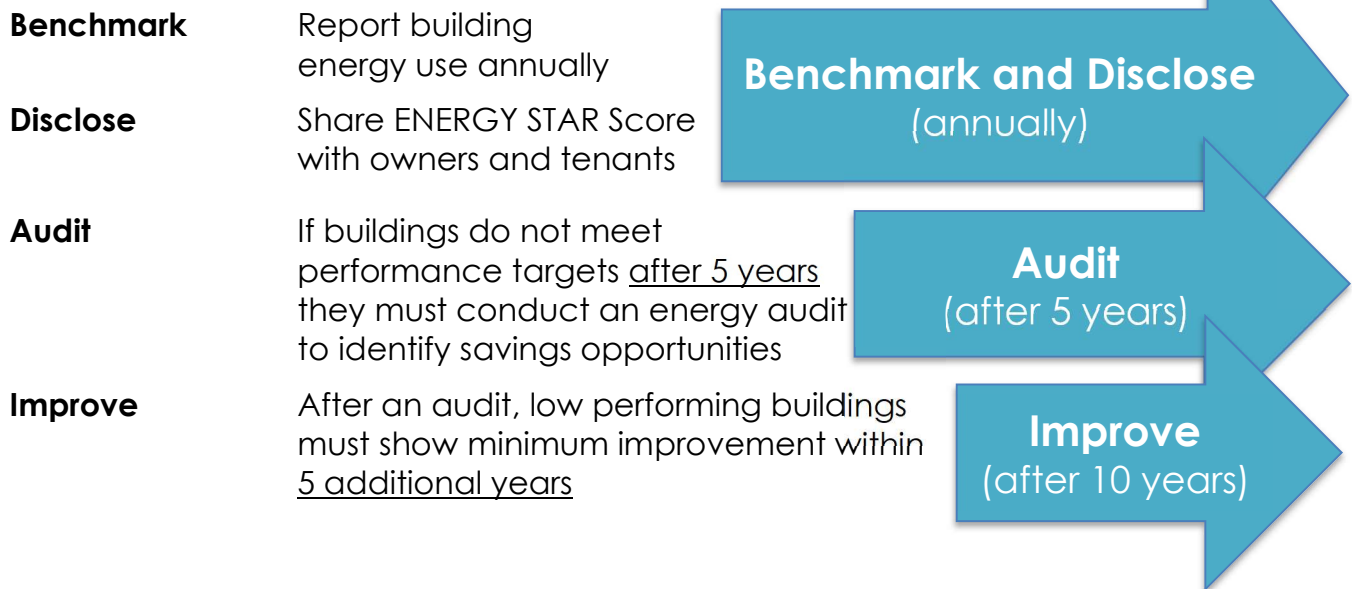 Benchmark Report building
energy use annually
Disclose Share ENERGY STAR Score
with owners and tenants
Audit If buildings do not meet
performance targets after 5 years
they must conduct an energy audit
to identify savings opportunities
Improve After an audit, low performing buildings
must show minimum improvement within
5 additional years
Benchmark and Disclose
(annually)
Audit
(after 5 years)
Improve
(after 10 years)